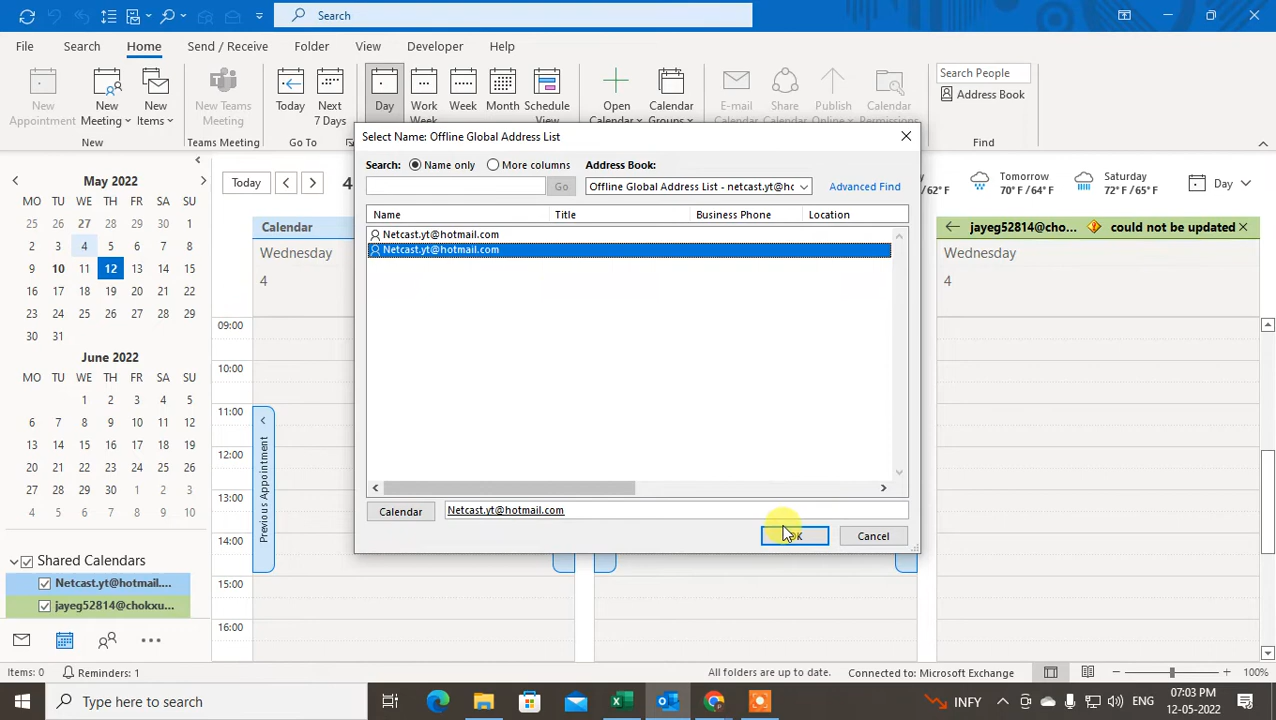 Search
File Search Home Send / Receive Folder View Developer Help
New Appointment
New Meeting
New Items
New Teams Meeting
Today
Next 7 Days
Day
Work Week
Week
Month
Schedule View
Open Calendar
Calendar Groups
E-mail Calendar
Share Calendar
Publish Online
Calendar Permissions
Search People
Address Book
New
Teams Meeting
Go To
Find
Select Name: Offline Global Address List
Search: Name only More columns Address Book:
Go
Offline Global Address List - netcast.yt@hc
Advanced Find
Name Title Business Phone Location
Netcast.yt@hotmail.com
Netcast.yt@hotmail.com
Calendar
Netcast.yt@hotmail.com
OK Cancel
May 2022
MO TU WE TH FR SA SU
25 26 27 28 29 30 1
2 3 4 5 6 7 8
9 10 11 12 13 14 15
16 17 18 19 20 21 22
23 24 25 26 27 28 29
30 31
June 2022
MO TU WE TH FR SA SU
1 2 3 4 5
6 7 8 9 10 11 12
13 14 15 16 17 18 19
20 21 22 23 24 25 26
27 28 29 30 1 2 3
4 5 6 7 8 9 10
Shared Calendars
Netcast.yt@hotmail....
jayeg52814@chokxu...
Today
4
/ 62° F
Tomorrow
70° F / 64° F
Saturday
72° F / 65° F
Day
Calendar
Wednesday
4
jayeg52814@cho... could not be updated
Wednesday
4
09:00
10:00
11:00
12:00
13:00
14:00
15:00
16:00
Previous Appointment
Items: 0 Reminders: 1
All folders are up to date. Connected to: Microsoft Exchange
100%
Type here to search
INFY
ENG
07:03 PM
12-05-2022